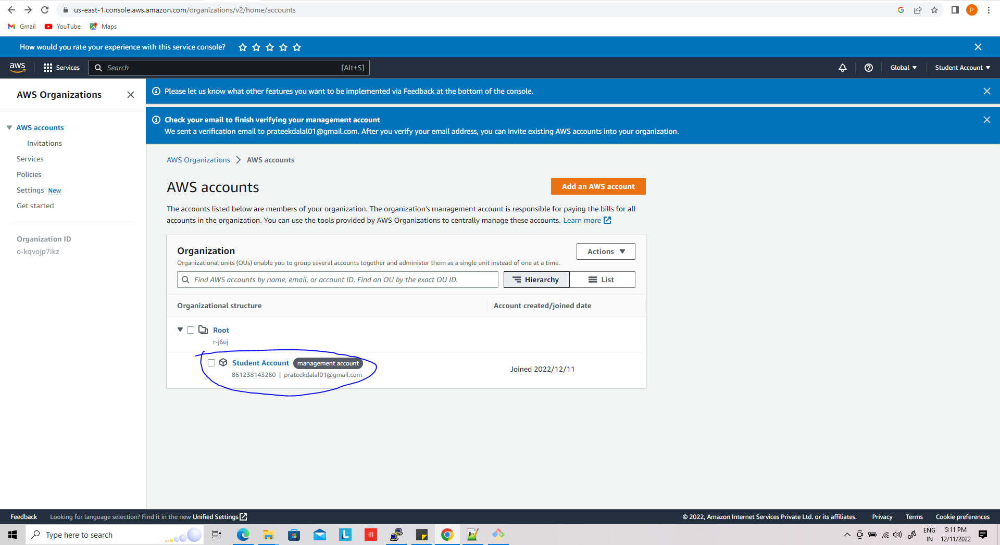 us-east-1.console.aws.amazon.com/organizations/v2/home/accounts
P
Gmail YouTube Maps
How would you rate your experience with this service console?
aws Services Search [Alt+S] Global Student Account
AWS Organizations
Please let us know what other features you want to be implemented via Feedback at the bottom of the console.
Check your email to finish verifying your management account
We sent a verification email to prateekdalal01@gmail.com. After you verify your email address, you can invite existing AWS accounts into your organization.
AWS accounts
Invitations
Services
Policies
Settings New
Get started
Organization ID
o-kqvojp7ikz
AWS Organizations > AWS accounts
AWS accounts
Add an AWS account
The accounts listed below are members of your organization. The organization's management account is responsible for paying the bills for all
accounts in the organization. You can use the tools provided by AWS Organizations to centrally manage these accounts. Learn more
Organization
Actions
Organizational units (OUs) enable you to group several accounts together and administer them as a single unit instead of one at a time.
Find AWS accounts by name, email, or account ID. Find an OU by the exact OU ID.
Hierarchy List
Organizational structure Account created/joined date
Root
r-j6uj
Student Account management account
861238143280 | prateekdalal01@gmail.com
Joined 2022/12/11
Feedback Looking for language selection? Find it in the new Unified Settings © 2022, Amazon Internet Services Private Ltd. or its affiliates. Privacy Terms Cookie preferences
Type here to search
L
ENG
IN
5:11 PM
12/11/2022